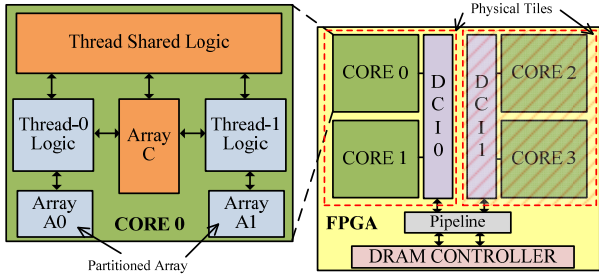 Thread Shared Logic
Thread-0
Logic
Array
C
Thread-1
Logic
Array
A0
CORE 0
Array
A1
Partitioned Array
Physical Tiles
CORE 0
CORE 1
DCI0
DCI1
CORE 2
CORE 3
FPGA
Pipeline
DRAM CONTROLLER